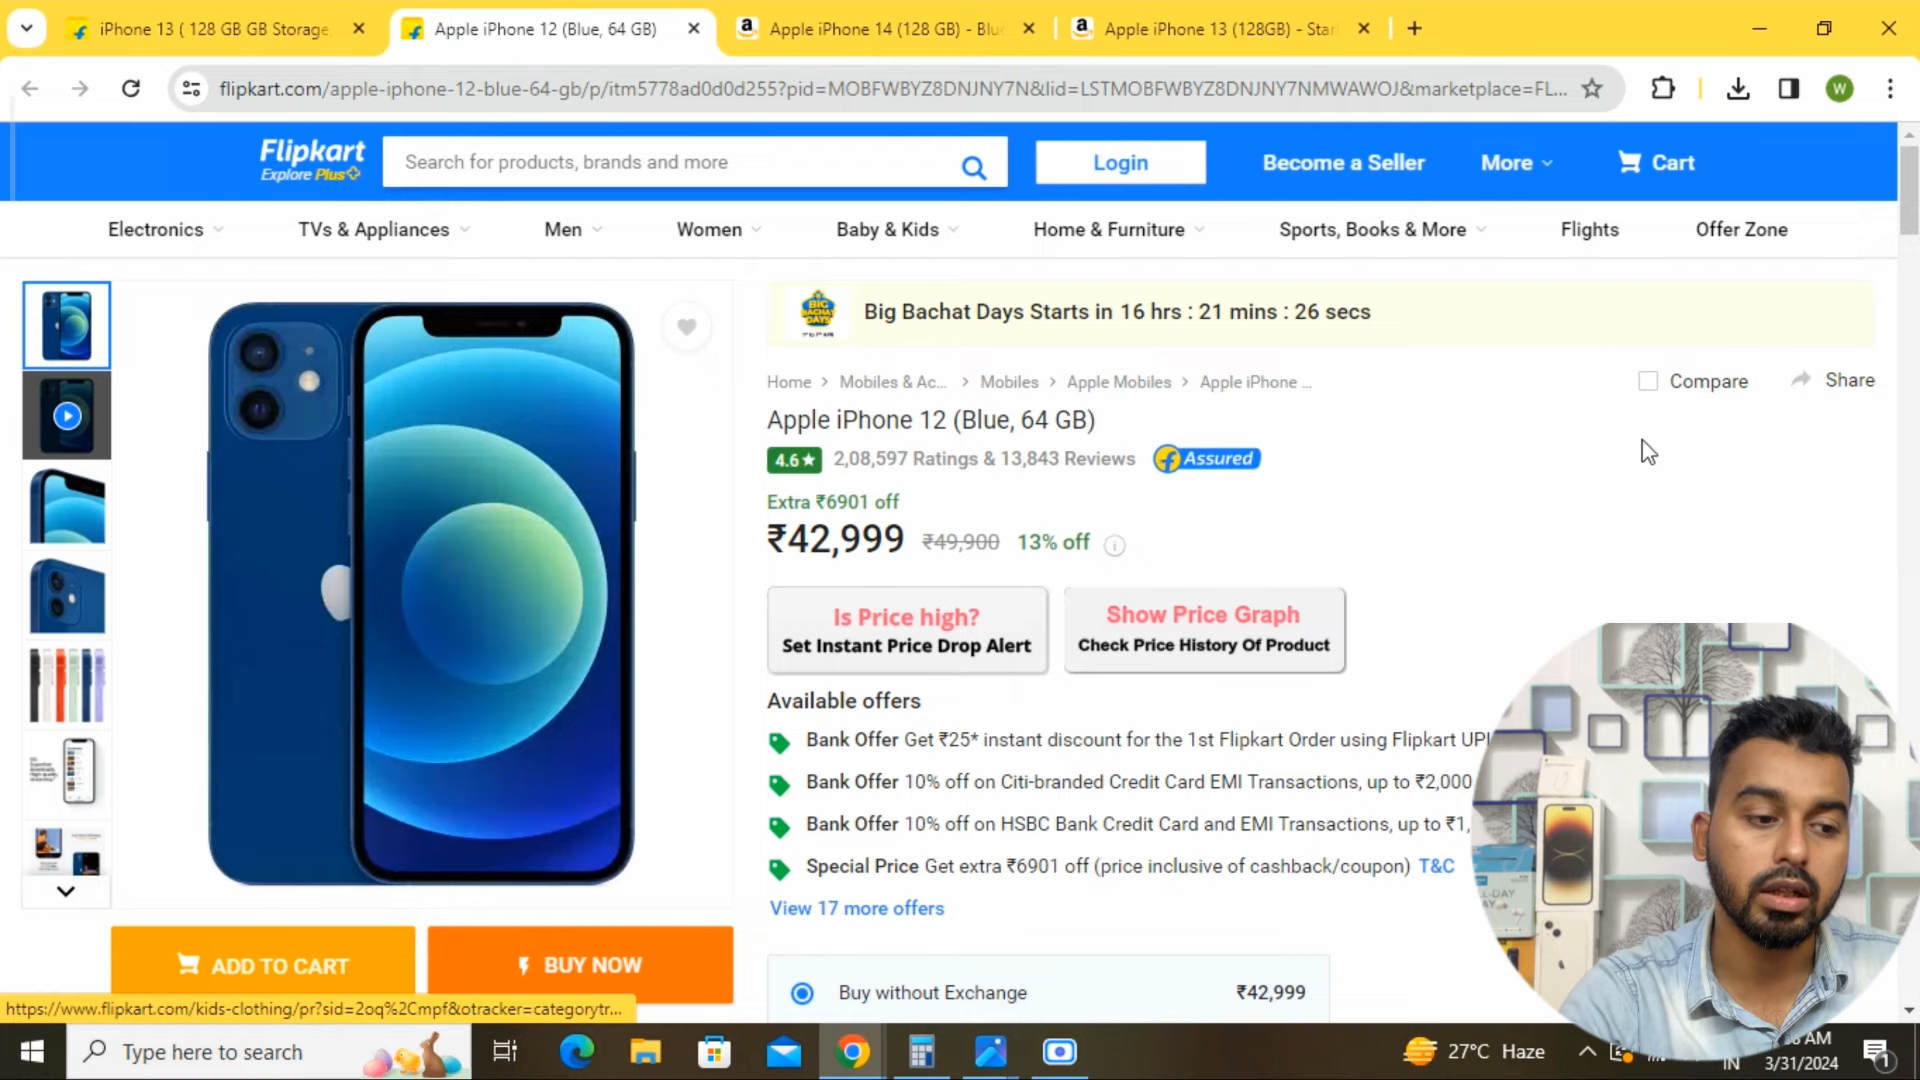 iPhone 13 ( 128 GB GB Storage,
Apple iPhone 12 (Blue, 64 GB)
Apple iPhone 14 (128 GB) - Blu
Apple iPhone 13 (128GB) - Star
flipkart.com/apple-iphone-12-blue-64-gb/p/itm5778ad0d0d255?pid=MOBFWBYZ8DNJNY7N&lid=LSTMOBFWBYZ8DNJNY7NMWAWOJ&marketplace=FL...
W
Flipkart
Explore Plus
Search for products, brands and more
Login
Become a Seller
More
Cart
Electronics
TVs & Appliances
Men
Women
Baby & Kids
Home & Furniture
Sports, Books & More
Flights
Offer Zone
BIG BACHAT DAYS
Big Bachat Days Starts in 16 hrs : 21 mins : 26 secs
Home > Mobiles & Ac... > Mobiles > Apple Mobiles > Apple iPhone ...
Compare
Share
Apple iPhone 12 (Blue, 64 GB)
4.6★ 2,08,597 Ratings & 13,843 Reviews
Assured
Extra ₹6901 off
₹42,999 ₹49,900 13% off
Is Price high?
Set Instant Price Drop Alert
Show Price Graph
Check Price History Of Product
Available offers
Bank Offer Get ₹25* instant discount for the 1st Flipkart Order using Flipkart UPI
Bank Offer 10% off on Citi-branded Credit Card EMI Transactions, up to ₹2,000
Bank Offer 10% off on HSBC Bank Credit Card and EMI Transactions, up to ₹1,
Special Price Get extra ₹6901 off (price inclusive of cashback/coupon) T&C
View 17 more offers
ADD TO CART
BUY NOW
Buy without Exchange
₹42,999
https://www.flipkart.com/kids-clothing/pr?sid=2oq%2Cmpf&otracker=categorytr...
Type here to search
27°C Haze
AM
IN
3/31/2024
1